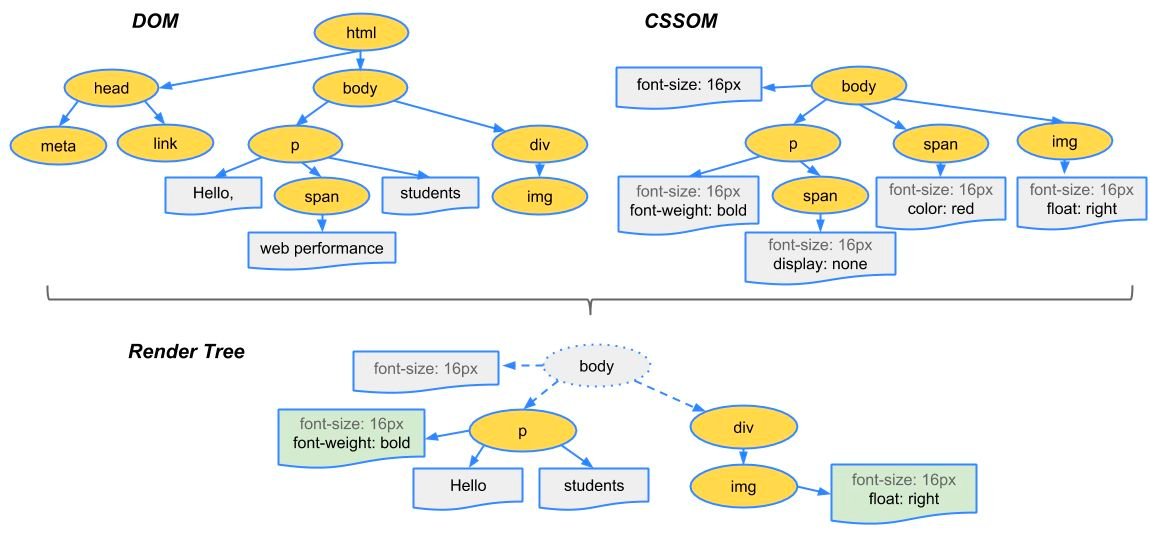 DOM
html
head
body
meta
link
p
div
Hello,
span
students
img
web performance
CSSOM
font-size: 16px
body
p
span
img
font-size: 16px
font-weight: bold
span
font-size: 16px
color: red
font-size: 16px
float: right
font-size: 16px
display: none
Render Tree
font-size: 16px
body
font-size: 16px
font-weight: bold
p
div
Hello
students
img
font-size: 16px
float: right